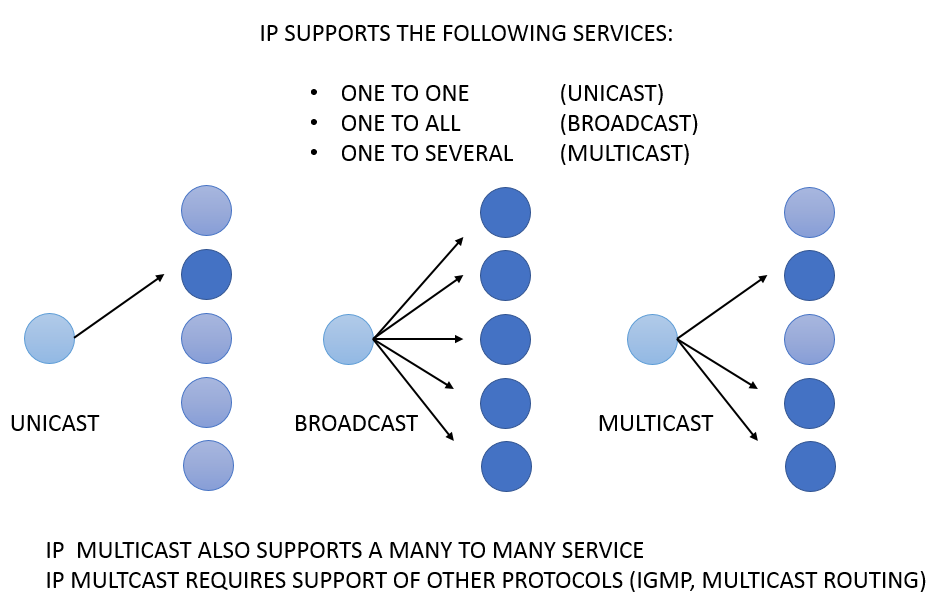 IP SUPPORTS THE FOLLOWING SERVICES:
• ONE TO ONE (UNICAST)
• ONE TO ALL (BROADCAST)
• ONE TO SEVERAL (MULTICAST)
UNICAST
BROADCAST
MULTICAST
IP MULTICAST ALSO SUPPORTS A MANY TO MANY SERVICE
IP MULTCAST REQUIRES SUPPORT OF OTHER PROTOCOLS (IGMP, MULTICAST ROUTING)